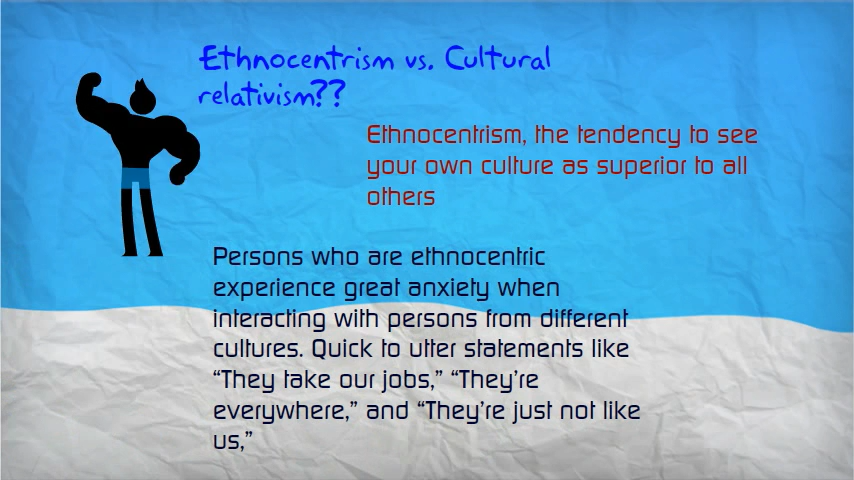 Ethnocentrism vs. Cultural
relativism??
Ethnocentrism, the tendency to see
your own culture as superior to all
others
Persons who are ethnocentric
experience great anxiety when
interacting with persons from different
cultures. Quick to utter statements like
“They take our jobs,” “They’re
everywhere,” and “They’re just not like
us,”